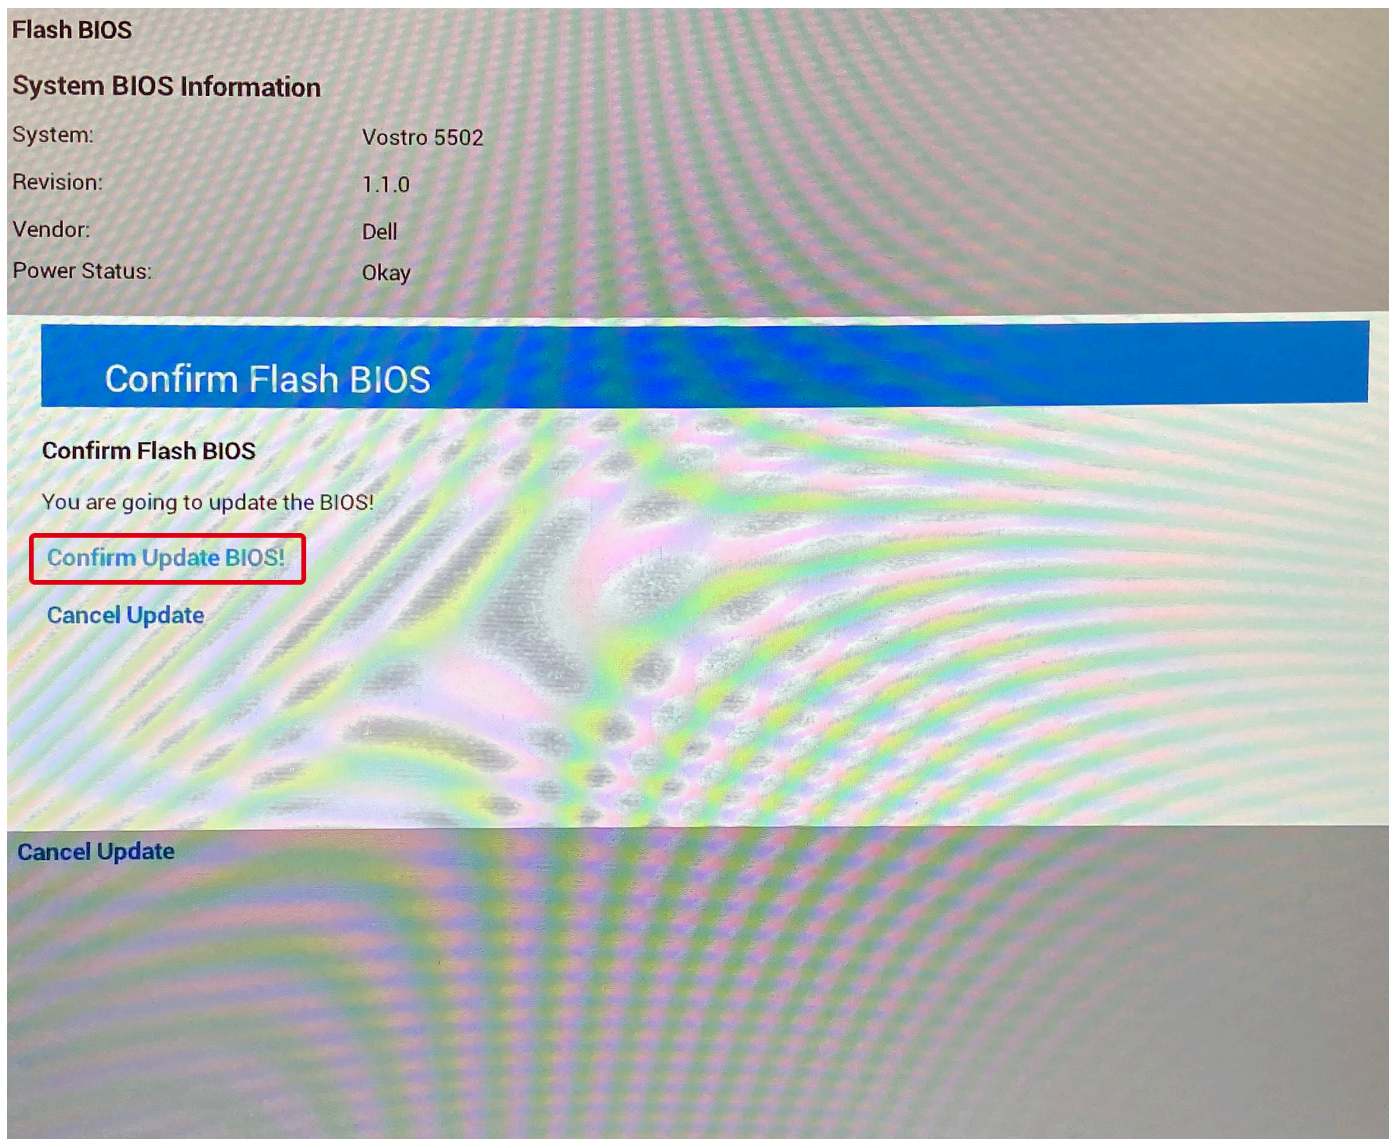 Flash BIOS
System BIOS Information
System: Vostro 5502
Revision: 1.1.0
Vendor: Dell
Power Status: Okay
Confirm Flash BIOS
Confirm Flash BIOS
You are going to update the BIOS!
Confirm Update BIOS!
Cancel Update
Cancel Update